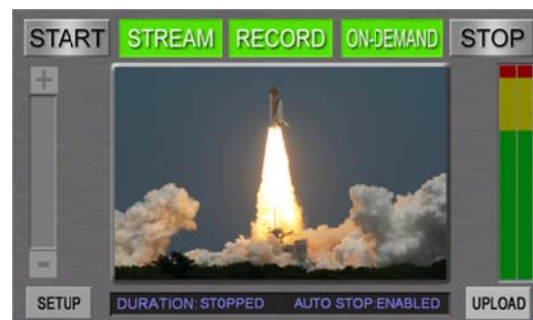 START STREAM RECORD ON-DEMAND STOP
+
-
SETUP DURATION: STOPPED AUTO STOP:ENABLED UPLOAD